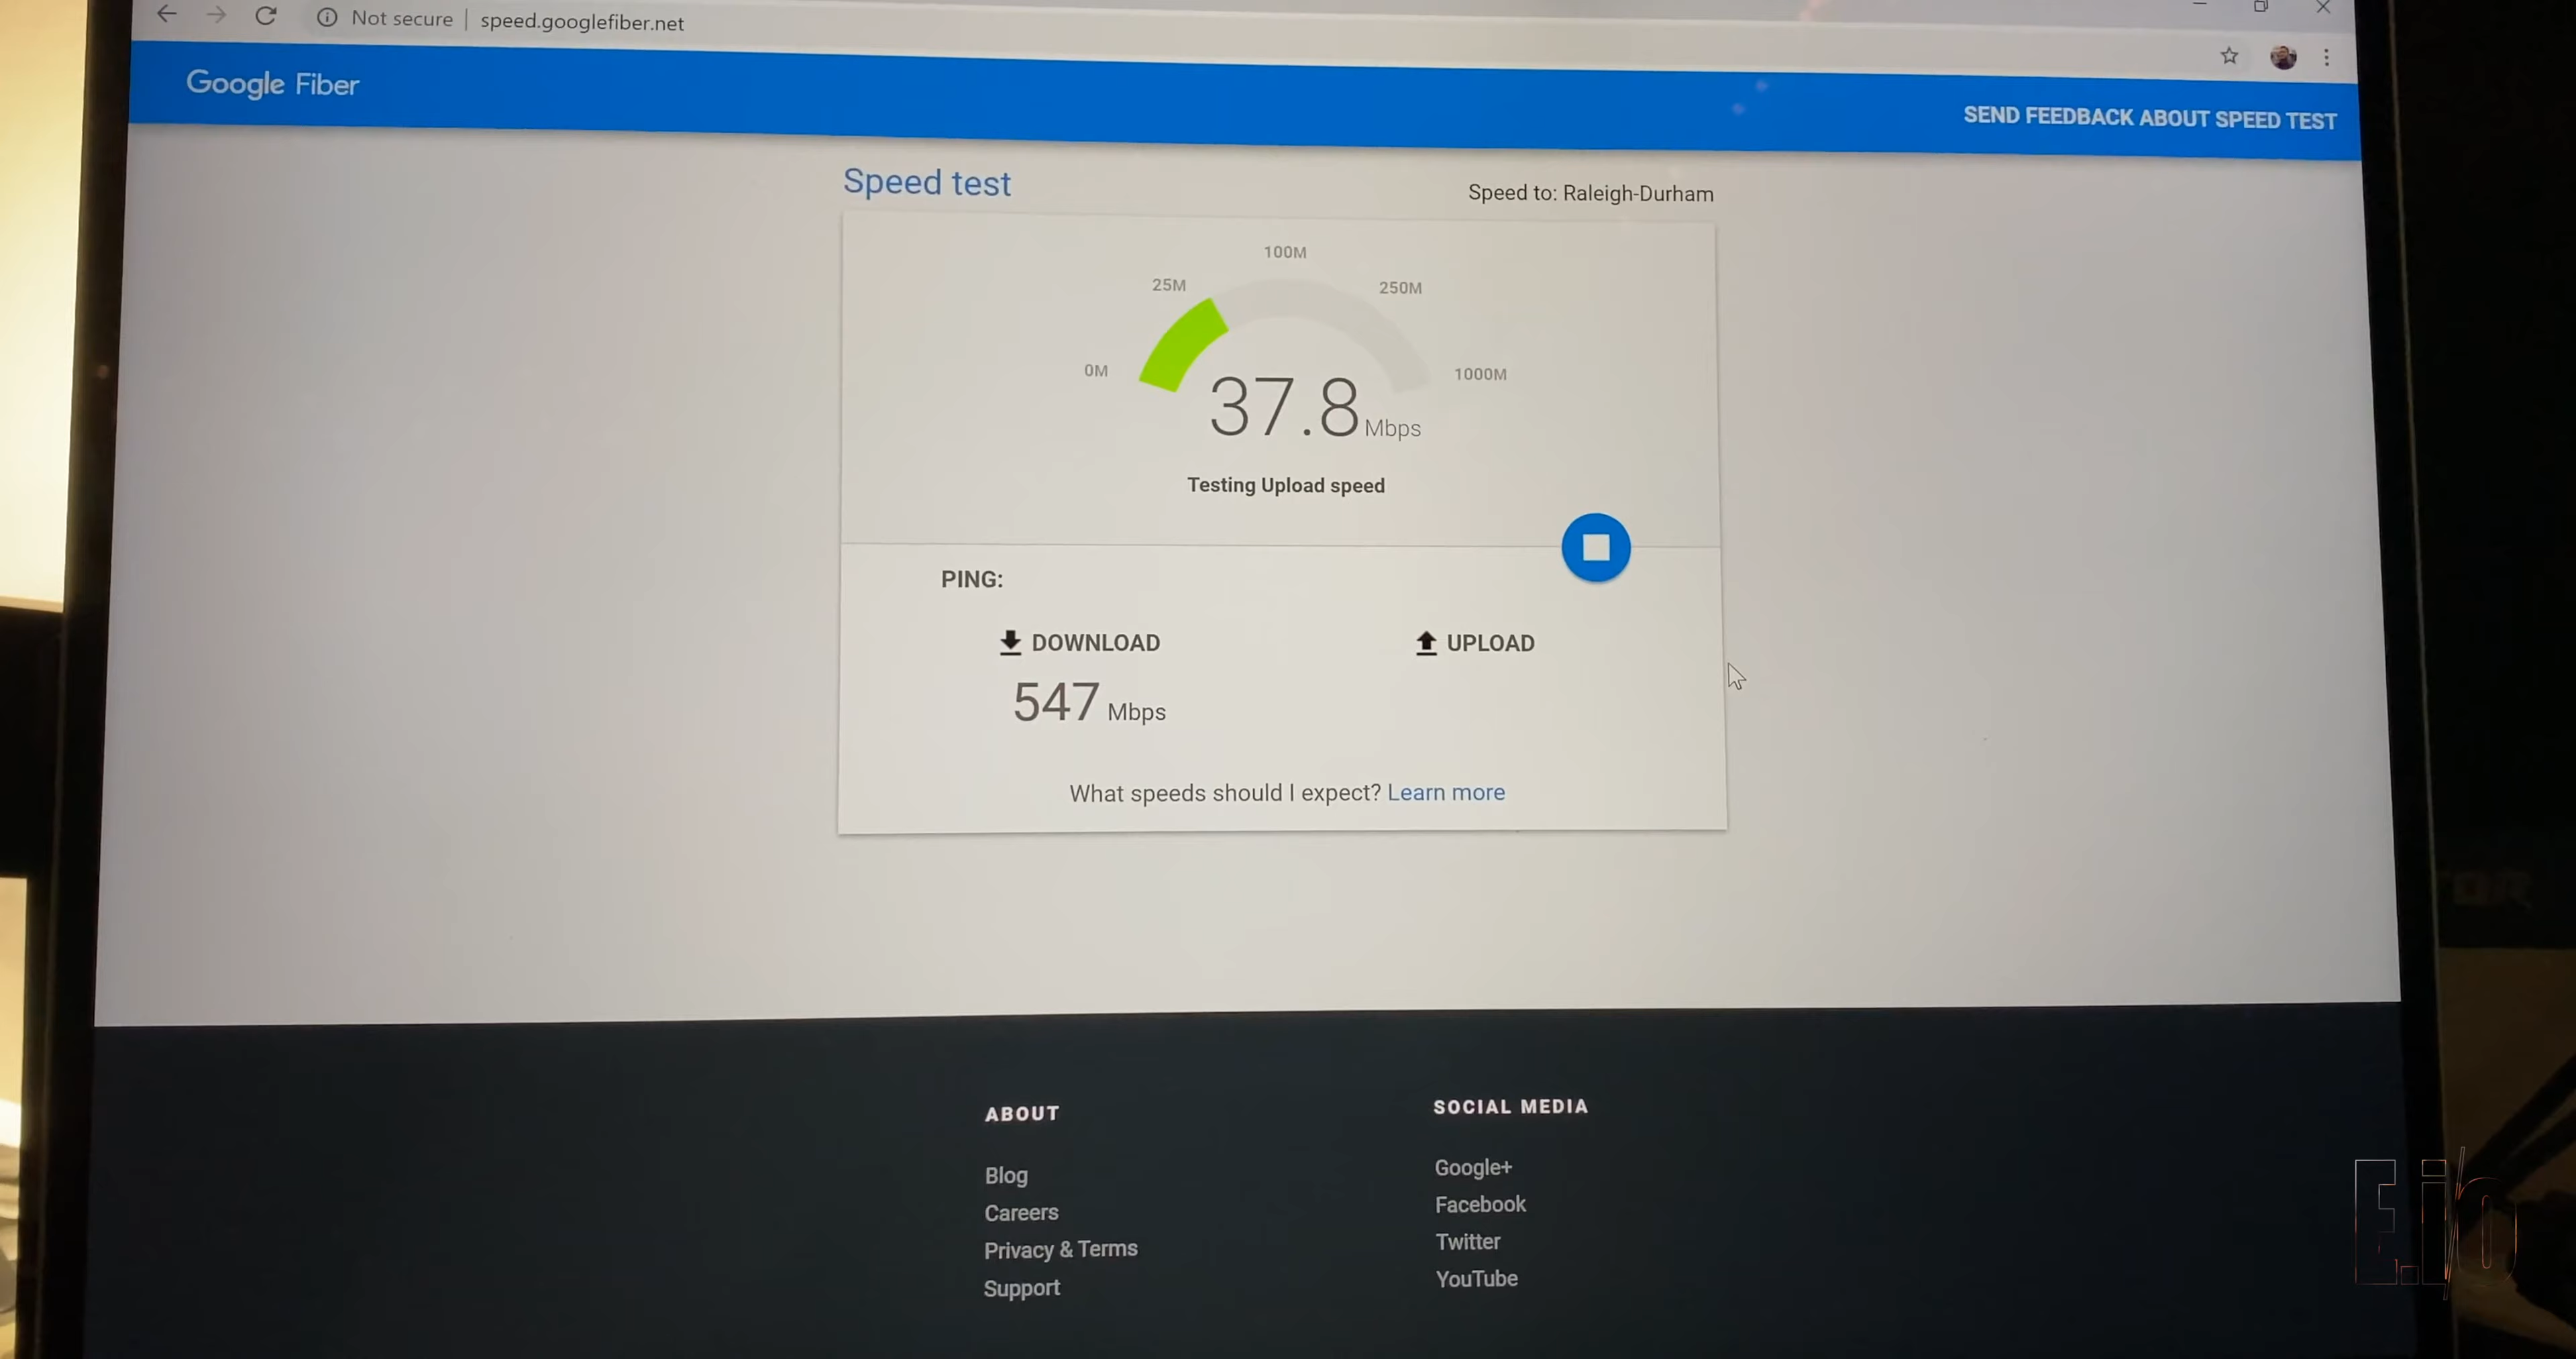 Not secure | speed.googlefiber.net
Google Fiber
SEND FEEDBACK ABOUT SPEED TEST
Speed test
Speed to: Raleigh-Durham
100M
25M
250M
0M
1000M
37.8 Mbps
Testing Upload speed
PING:
DOWNLOAD
UPLOAD
547 Mbps
What speeds should I expect? Learn more
ABOUT
SOCIAL MEDIA
Blog
Google+
Careers
Facebook
Privacy & Terms
Twitter
Support
YouTube
E.i/o